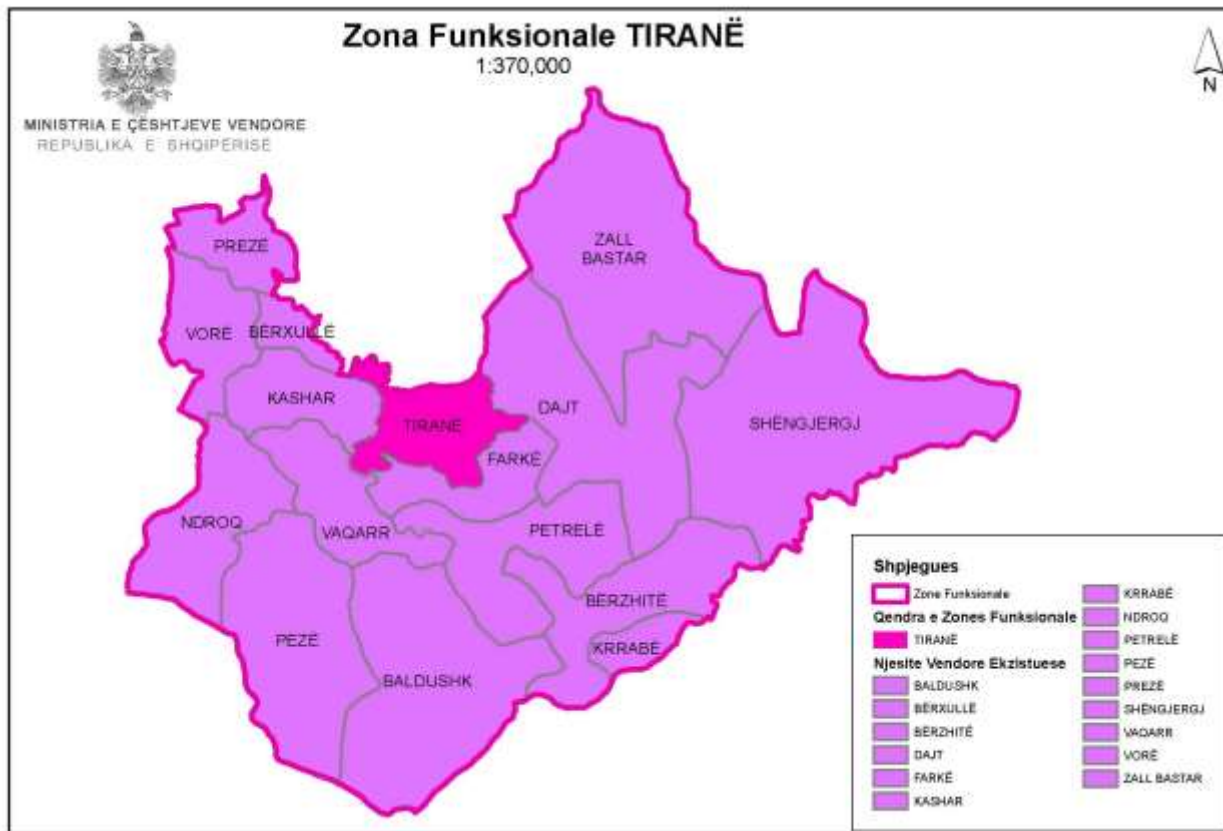 Zona Funksionale TIRANË
1:370,000
N
MINISTRIA E ÇËSHTJEVE VENDORE
REPUBLIKA E SHQIPËRISË
ZALL
BASTAR
PREZË
VORË
BËRXULLË
KASHAR
DAJT
TIRANË
SHËNGJERGJ
FARKË
NDROQ
VAQARR
PETRELË
BËRZHITË
PEZË
KRRABË
BALDUSHK
Shpjegues
Zone Funksionale
Qendra e Zones Funksionale
TIRANË
Njesite Vendore Ekzistuese
BALDUSHK
BËRXULLË
BËRZHITË
DAJT
FARKË
KASHAR
KRRABË
NDROQ
PETRELË
PEZË
PREZË
SHËNGJERGJ
VAQARR
VORË
ZALL BASTAR